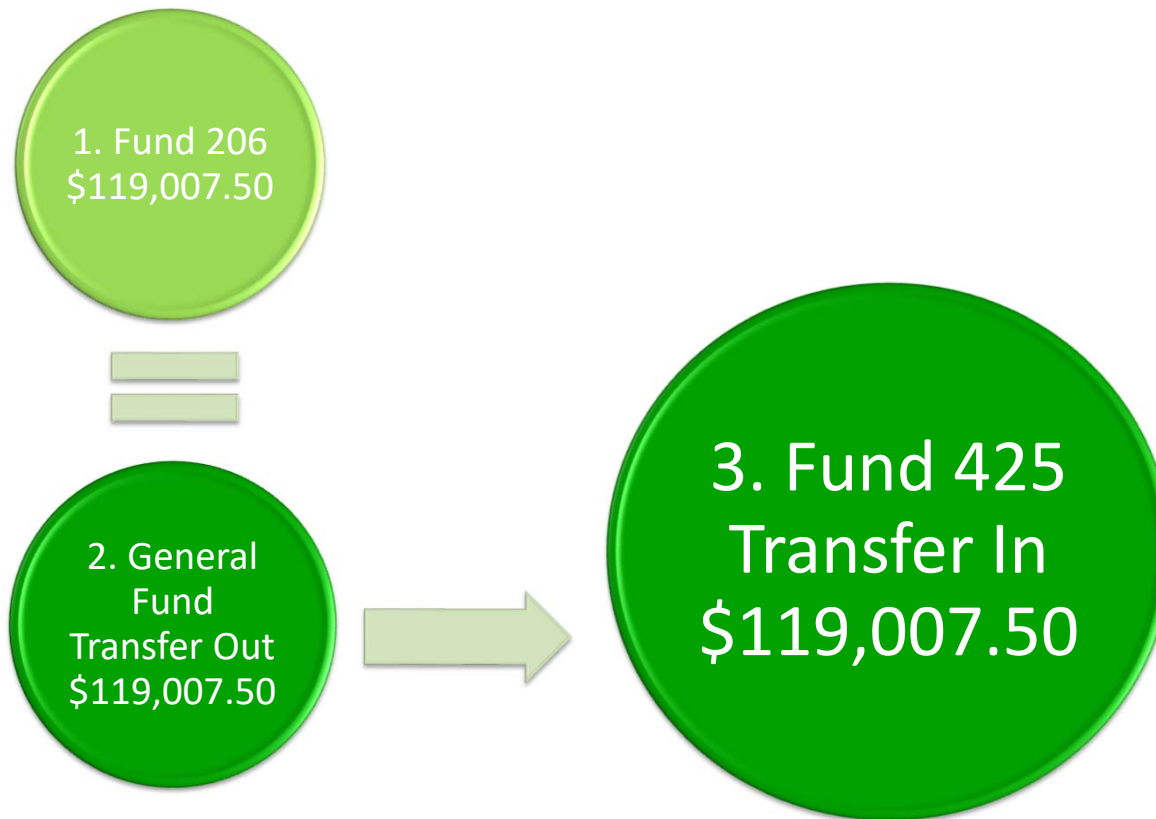 1. Fund 206
$119,007.50
2. General
Fund
Transfer Out
$119,007.50
3. Fund 425
Transfer In
$119,007.50